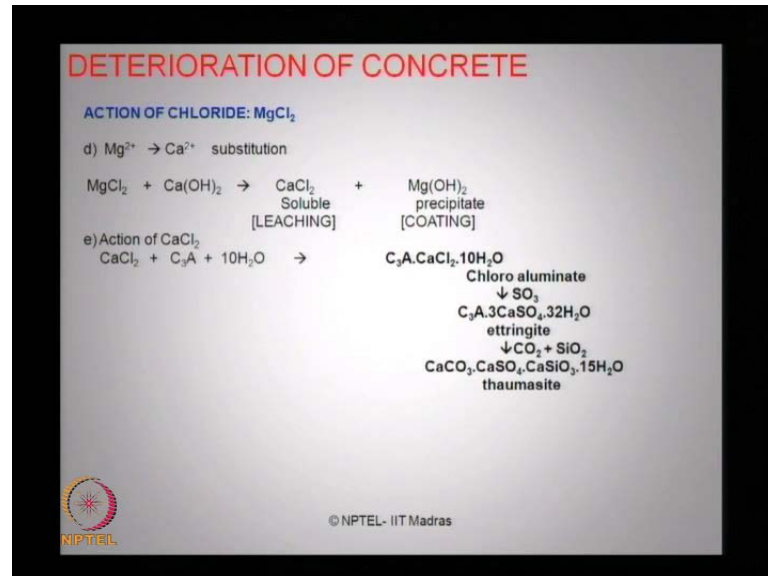 DETERIORATION OF CONCRETE
ACTION OF CHLORIDE: MgCl₂
d) Mg²⁺ → Ca²⁺ substitution
MgCl₂ + Ca(OH)₂ → CaCl₂ + Mg(OH)₂
Soluble precipitate
[LEACHING] [COATING]
e) Action of CaCl₂
CaCl₂ + C₃A + 10H₂O → C₃A.CaCl₂.10H₂O
Chloro aluminate
↓ SO₃
C₃A.3CaSO₄.32H₂O
ettringite
↓CO₂ + SiO₂
CaCO₃.CaSO₄.CaSiO₃.15H₂O
thaumasite
© NPTEL- IIT Madras
NPTEL